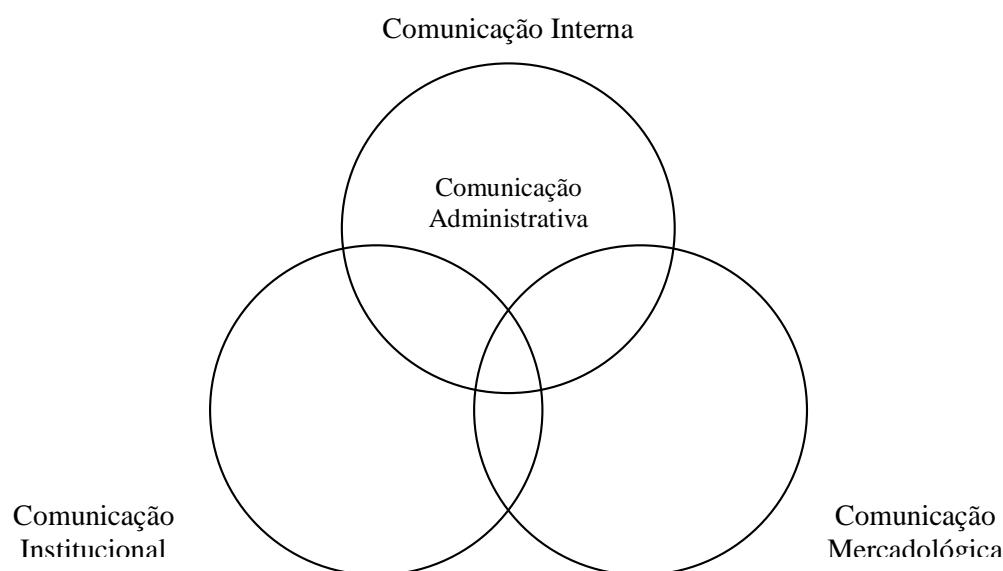 Comunicação Interna
Comunicação
Administrativa
Comunicação
Institucional
Comunicação
Mercadológica